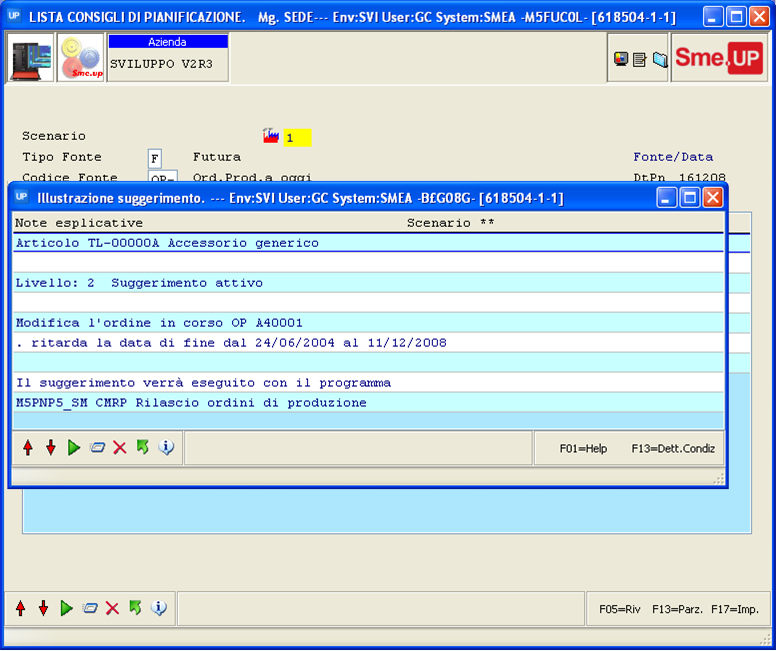 UP LISTA CONSIGLI DI PIANIFICAZIONE. Mg. SEDE--- Env:SVI User:GC System:SMEA -M5FUC0L- [618504-1-1]
Sme.up
Azienda
SVILUPPO V2R3
Sme.UP
Scenario 1
Tipo Fonte F Futura Fonte/Data
Codice Fonte OP- Ord.Prod.a oggi DtPn 161208
UP Illustrazione suggerimento. --- Env:SVI User:GC System:SMEA -B£G08G- [618504-1-1]
Note esplicative Scenario **
Articolo TL-00000A Accessorio generico
Livello: 2 Suggerimento attivo
Modifica l'ordine in corso OP A40001
. ritarda la data di fine dal 24/06/2004 al 11/12/2008
Il suggerimento verrà eseguito con il programma
M5PNP5_SM CMRP Rilascio ordini di produzione
F01=Help F13=Dett.Condiz
F05=Riv F13=Parz. F17=Imp.